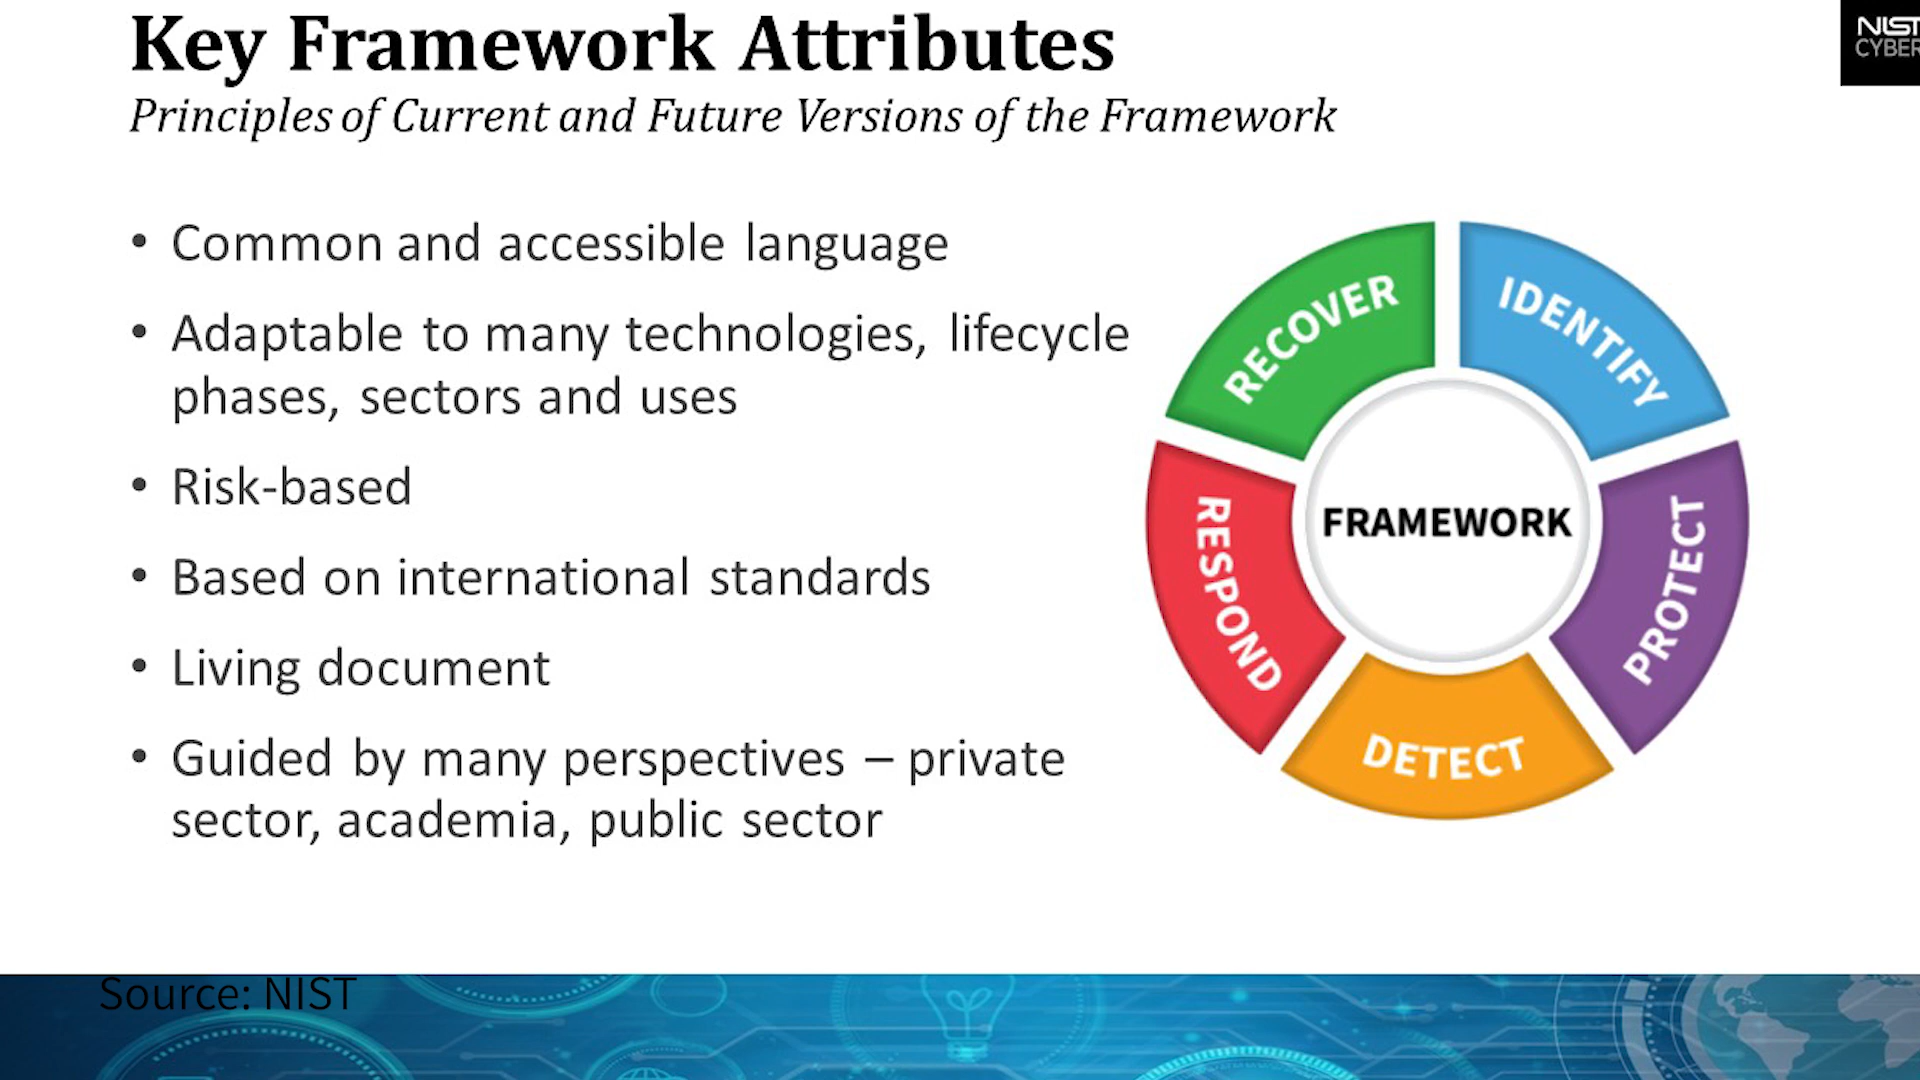 Key Framework Attributes
Principles of Current and Future Versions of the Framework
• Common and accessible language
• Adaptable to many technologies, lifecycle
phases, sectors and uses
• Risk-based
• Based on international standards
• Living document
• Guided by many perspectives – private
sector, academia, public sector
NIST
CYBER
IDENTIFY
PROTECT
DETECT
RESPOND
RECOVER
FRAMEWORK
Source: NIST